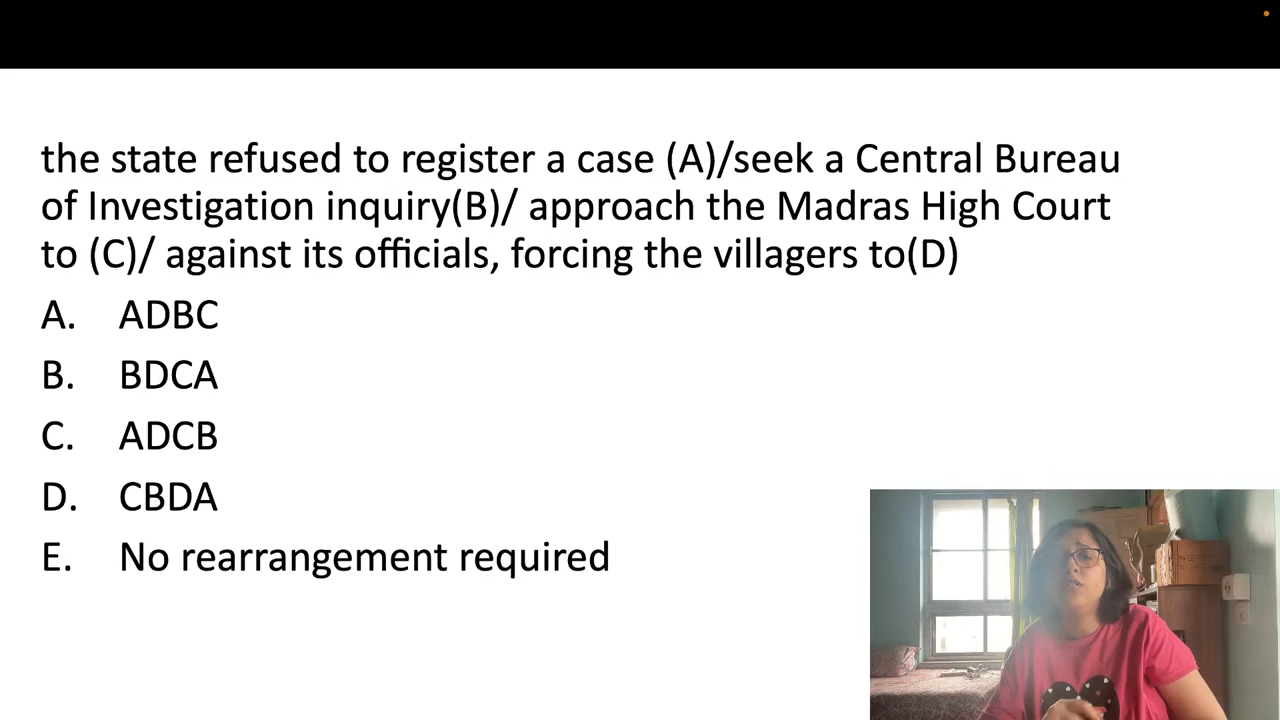 the state refused to register a case (A)/seek a Central Bureau
of Investigation inquiry(B)/ approach the Madras High Court
to (C)/ against its officials, forcing the villagers to(D)
A. ADBC
B. BDCA
C. ADCB
D. CBDA
E. No rearrangement required